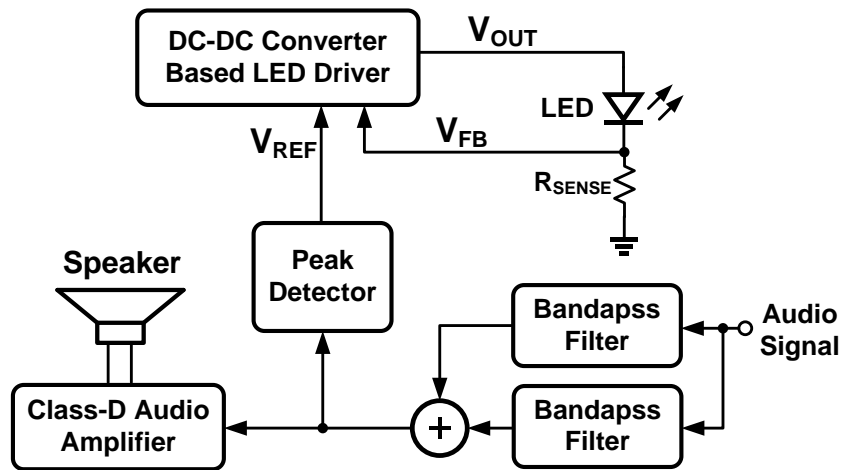 DC-DC Converter
Based LED Driver
VOUT
LED
VFB
VREF
RSENSE
Speaker
Peak
Detector
Bandapss
Filter
Audio
Signal
Class-D Audio
Amplifier
+
Bandapss
Filter